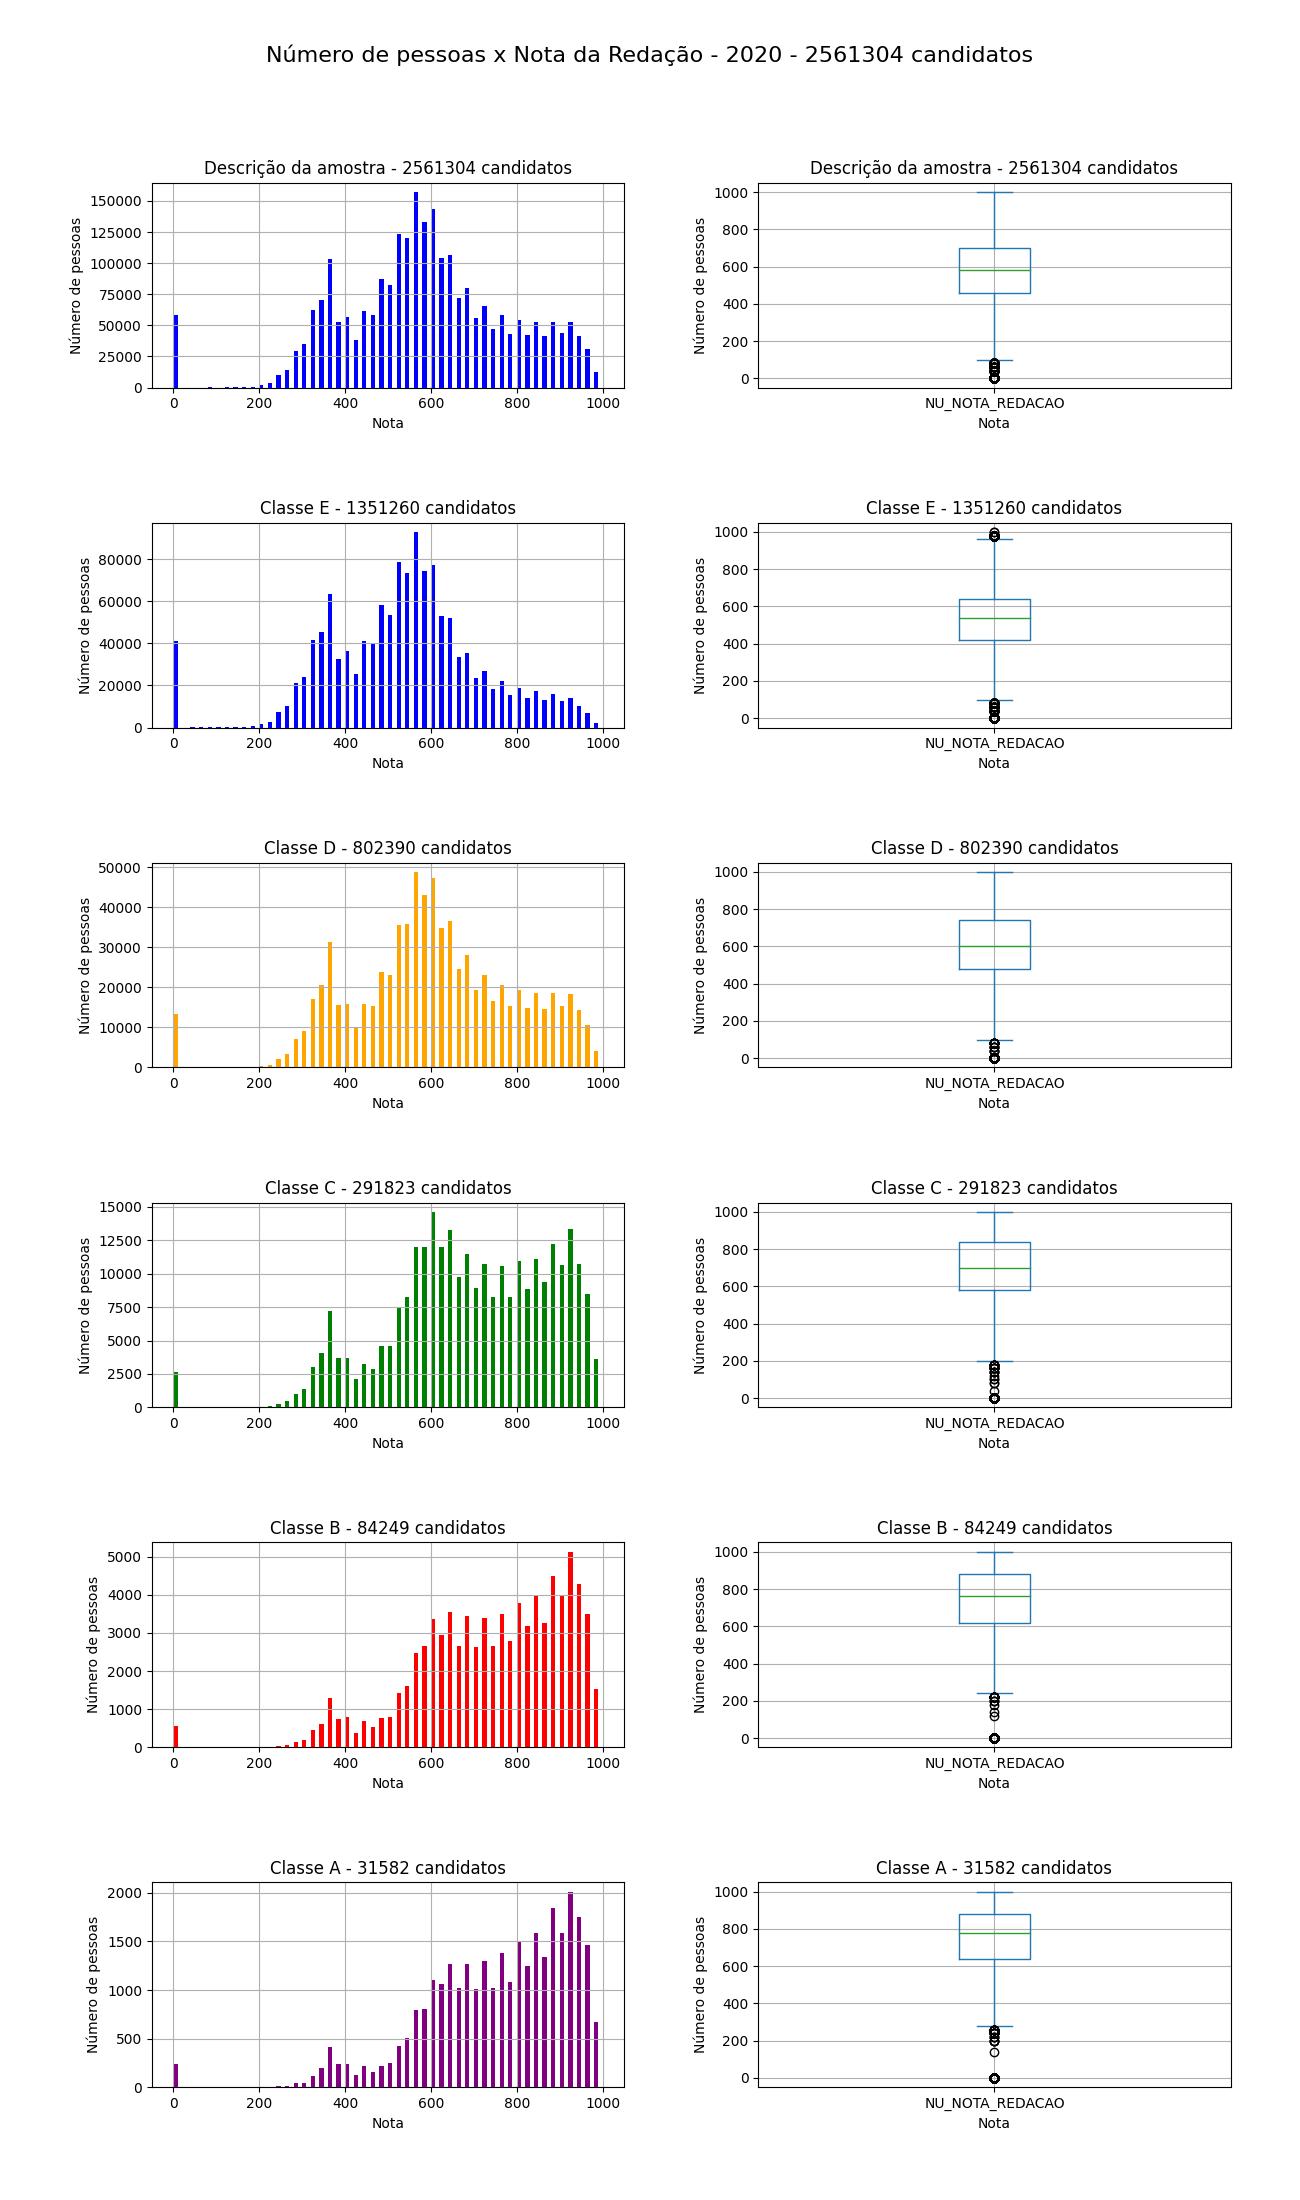 Número de pessoas x Nota da Redação - 2020 - 2561304 candidatos
Descrição da amostra - 2561304 candidatos
Número de pessoas
150000
125000
100000
75000
50000
25000
0
0 200 400 600 800 1000
Nota
Descrição da amostra - 2561304 candidatos
Número de pessoas
1000
800
600
400
200
0
NU_NOTA_REDACAO
Nota
Classe E - 1351260 candidatos
Número de pessoas
80000
60000
40000
20000
0
0 200 400 600 800 1000
Nota
Classe E - 1351260 candidatos
Número de pessoas
1000
800
600
400
200
0
NU_NOTA_REDACAO
Nota
Classe D - 802390 candidatos
Número de pessoas
50000
40000
30000
20000
10000
0
0 200 400 600 800 1000
Nota
Classe D - 802390 candidatos
Número de pessoas
1000
800
600
400
200
0
NU_NOTA_REDACAO
Nota
Classe C - 291823 candidatos
Número de pessoas
15000
12500
10000
7500
5000
2500
0
0 200 400 600 800 1000
Nota
Classe C - 291823 candidatos
Número de pessoas
1000
800
600
400
200
0
NU_NOTA_REDACAO
Nota
Classe B - 84249 candidatos
Número de pessoas
5000
4000
3000
2000
1000
0
0 200 400 600 800 1000
Nota
Classe B - 84249 candidatos
Número de pessoas
1000
800
600
400
200
0
NU_NOTA_REDACAO
Nota
Classe A - 31582 candidatos
Número de pessoas
2000
1500
1000
500
0
0 200 400 600 800 1000
Nota
Classe A - 31582 candidatos
Número de pessoas
1000
800
600
400
200
0
NU_NOTA_REDACAO
Nota